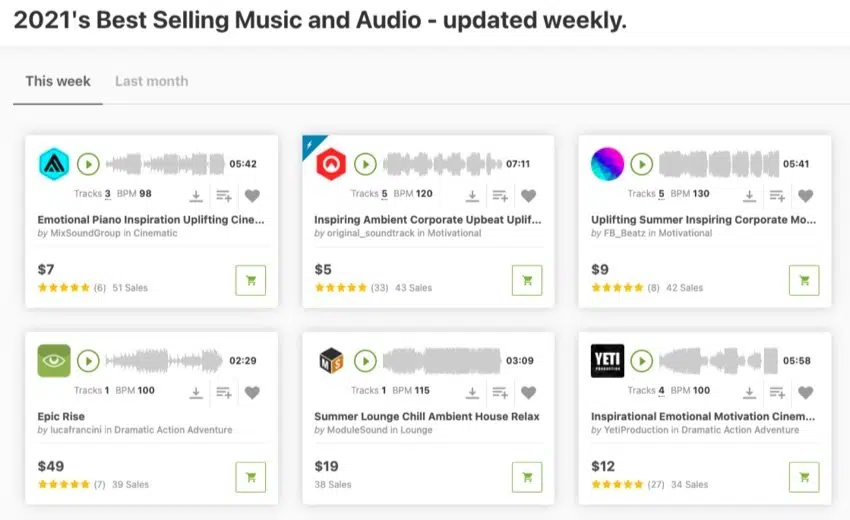 2021's Best Selling Music and Audio - updated weekly.
This week Last month
05:42
Tracks 3 BPM 98
Emotional Piano Inspiration Uplifting Cine...
by MixSoundGroup in Cinematic
$7
(6) 51 Sales
07:11
Tracks 5 BPM 120
Inspiring Ambient Corporate Upbeat Uplif...
by original_soundtrack in Motivational
$5
(33) 43 Sales
05:41
Tracks 5 BPM 130
Uplifting Summer Inspiring Corporate Mo...
by FB_Beatz in Motivational
$9
(8) 42 Sales
02:29
Tracks 1 BPM 100
Epic Rise
by lucafrancini in Dramatic Action Adventure
$49
(7) 39 Sales
MS
03:09
Tracks 1 BPM 115
Summer Lounge Chill Ambient House Relax
by ModuleSound in Lounge
$19
38 Sales
YETI
PRODUCTION
05:58
Tracks 4 BPM 100
Inspirational Emotional Motivation Cinem...
by YetiProduction in Dramatic Action Adventure
$12
(27) 34 Sales